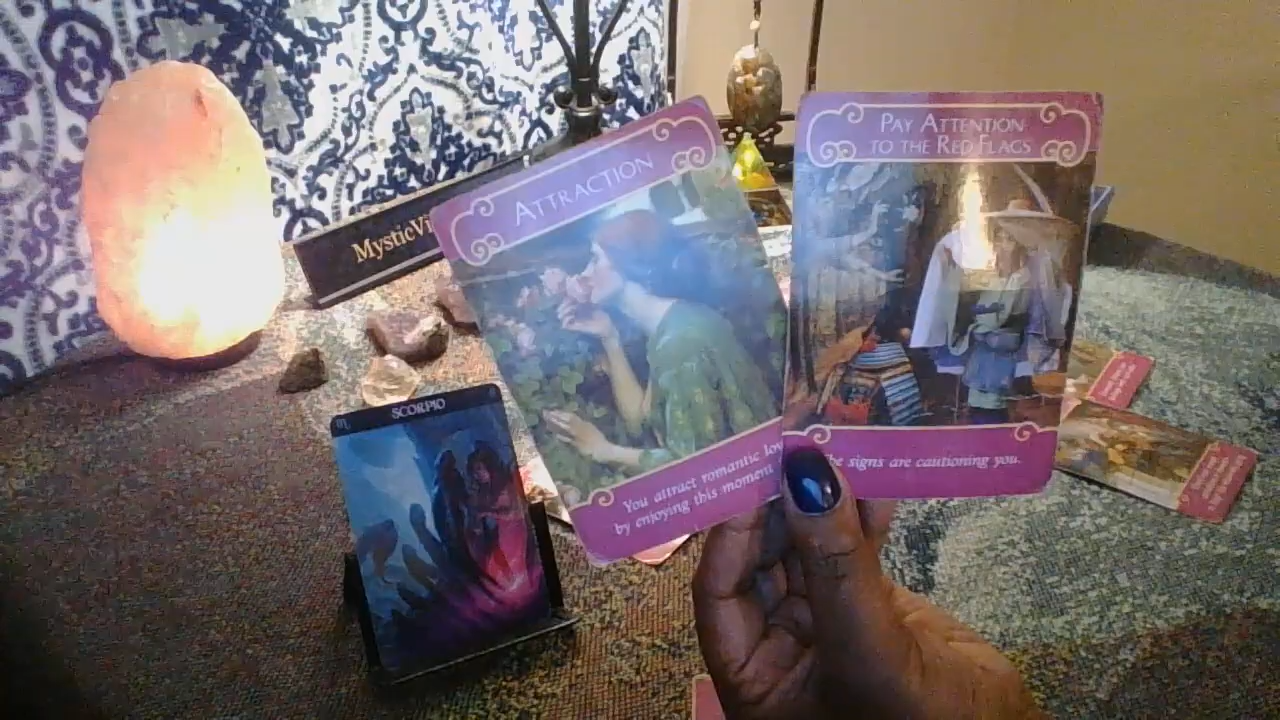 MysticVi
ATTRACTION
You attract romantic lov
by enjoying this moment
PAY ATTENTION
TO THE RED FLAGS
he signs are cautioning you.
SCORPIO
♏